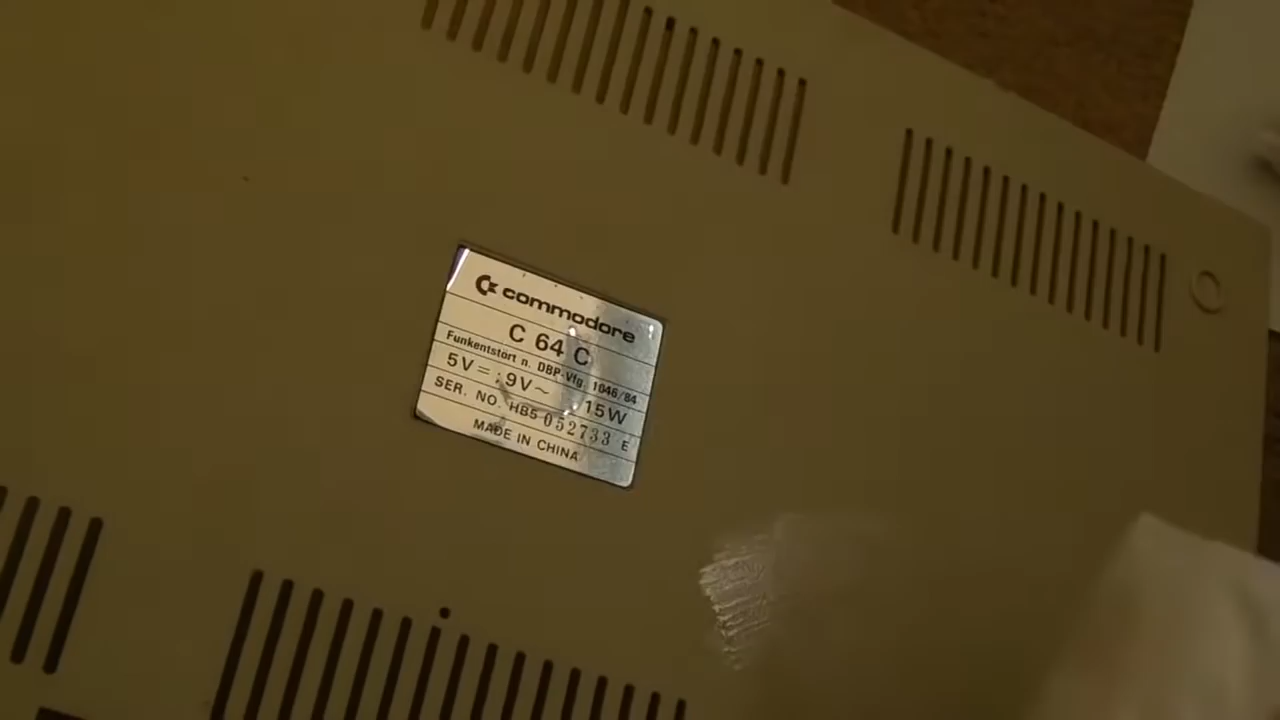 commodore
C 64 C
Funkentstört n. DBP-Vfg. 1046/84
5V= 9V~ 15W
SER. NO. HB5 052733 E
MADE IN CHINA